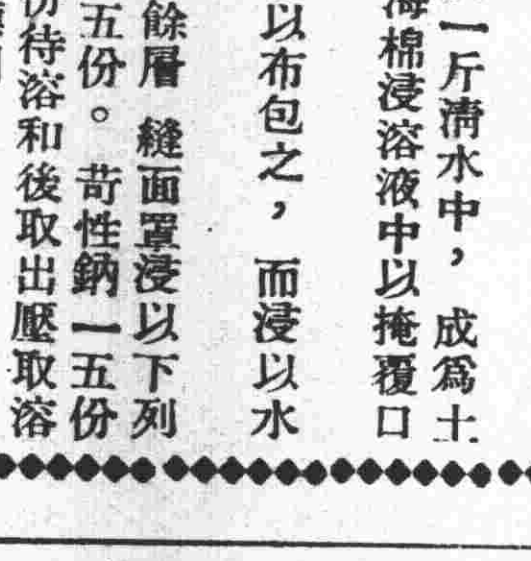 一斤清水中，成爲土
海棉浸溶液中以掩覆口
以布包之，而浸以水
餘層　縫面罩浸以下列
五份。苛性鈉一五份
份待溶和後取出壓取溶